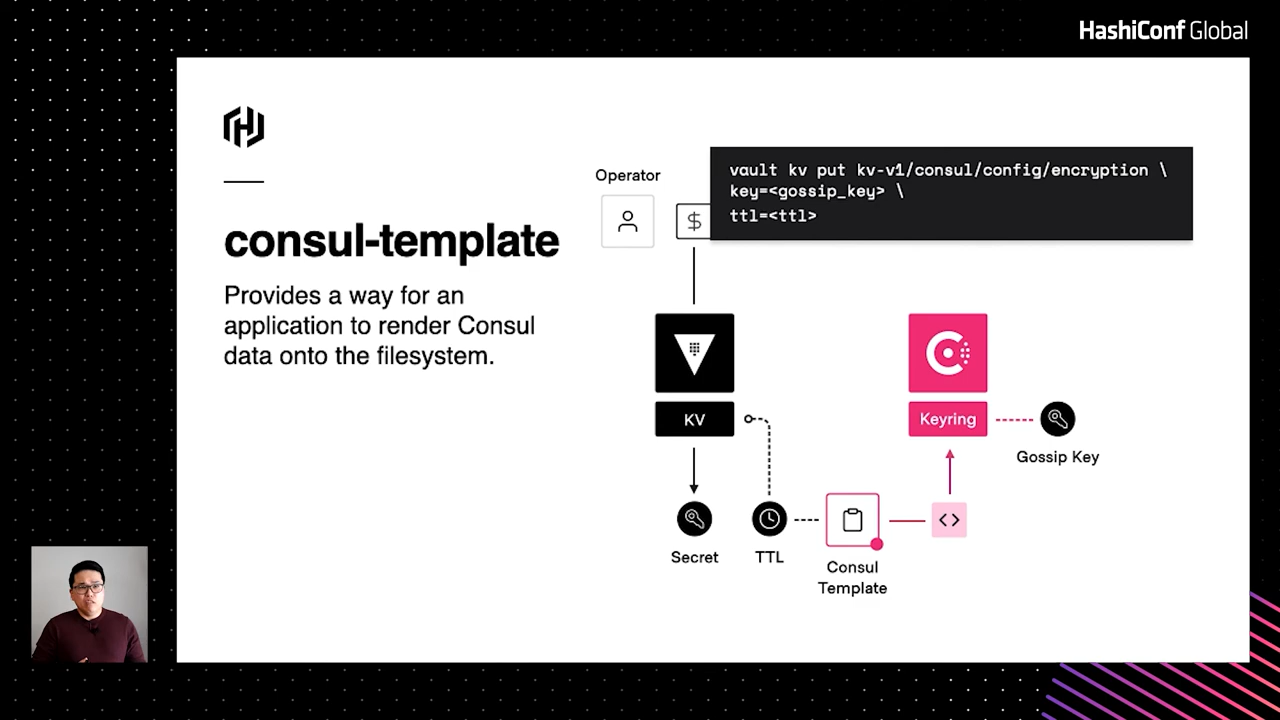 HashiConf Global
consul-template
Provides a way for an
application to render Consul
data onto the filesystem.
Operator
$
vault kv put kv-v1/consul/config/encryption \
key=<gossip_key> \
ttl=<ttl>
KV
Keyring
Gossip Key
<>
Secret
TTL
Consul
Template